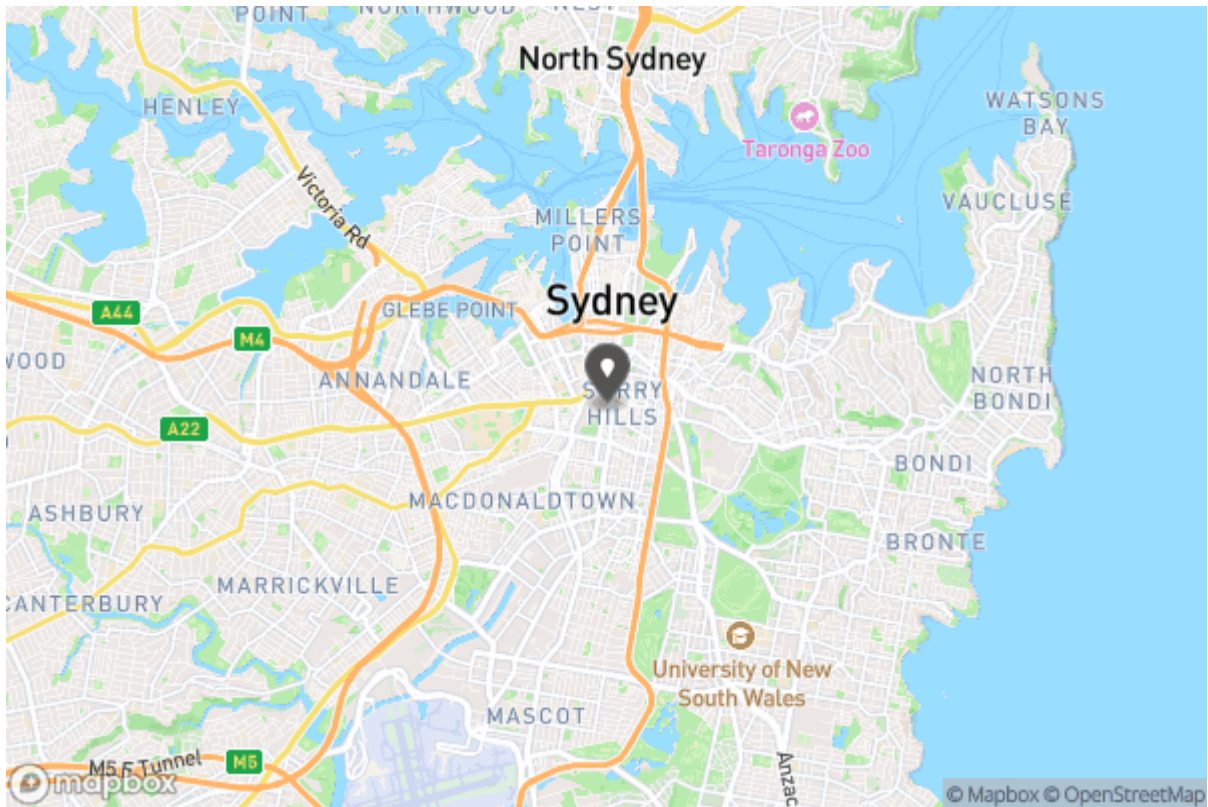 POINT
NORTHWOOD
North Sydney
HENLEY
WATSONS
BAY
Taronga Zoo
Victoria Rd
VAUCLUSE
MILLERS
POINT
Sydney
GLEBE POINT
A44
M4
WOOD
ANNANDALE
NORTH
BONDI
HILLS
A22
BONDI
MACDONALDTOWN
ASHBURY
BRONTE
MARRICKVILLE
CANTERBURY
University of New
South Wales
MASCOT
M5 E Tunnel
M5
Anzac
mapbox
© Mapbox © OpenStreetMap